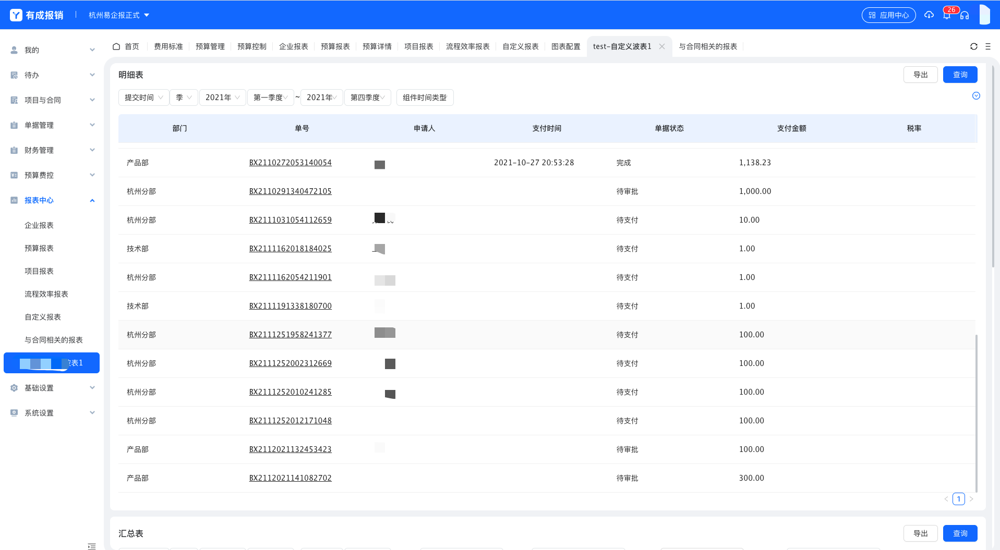 有成报销 杭州易企报正式 应用中心 26
首页 费用标准 预算管理 预算控制 企业报表 预算报表 预算详情 项目报表 流程效率报表 自定义报表 图表配置 test-自定义波表1 与合同相关的报表
我的
待办
项目与合同
单据管理
财务管理
预算费控
报表中心
企业报表
预算报表
项目报表
流程效率报表
自定义报表
与合同相关的报表
波表1
基础设置
系统设置
明细表 导出 查询
提交时间 季 2021年 第一季度 ~ 2021年 第四季度 组件时间类型
部门 单号 申请人 支付时间 单据状态 支付金额 税率
产品部 BX2110272053140054 2021-10-27 20:53:28 完成 1,138.23
杭州分部 BX2110291340472105 待审批 1,000.00
杭州分部 BX2111031054112659 待支付 10.00
技术部 BX2111162018184025 待支付 1.00
杭州分部 BX2111162054211901 待支付 1.00
技术部 BX2111191338180700 待支付 1.00
杭州分部 BX2111251958241377 待支付 100.00
杭州分部 BX2111252002312669 待支付 100.00
杭州分部 BX2111252010241285 待支付 100.00
杭州分部 BX2111252012171048 待支付 100.00
产品部 BX2112021132453423 待审批 100.00
产品部 BX2112021141082702 待审批 300.00
1
汇总表 导出 查询